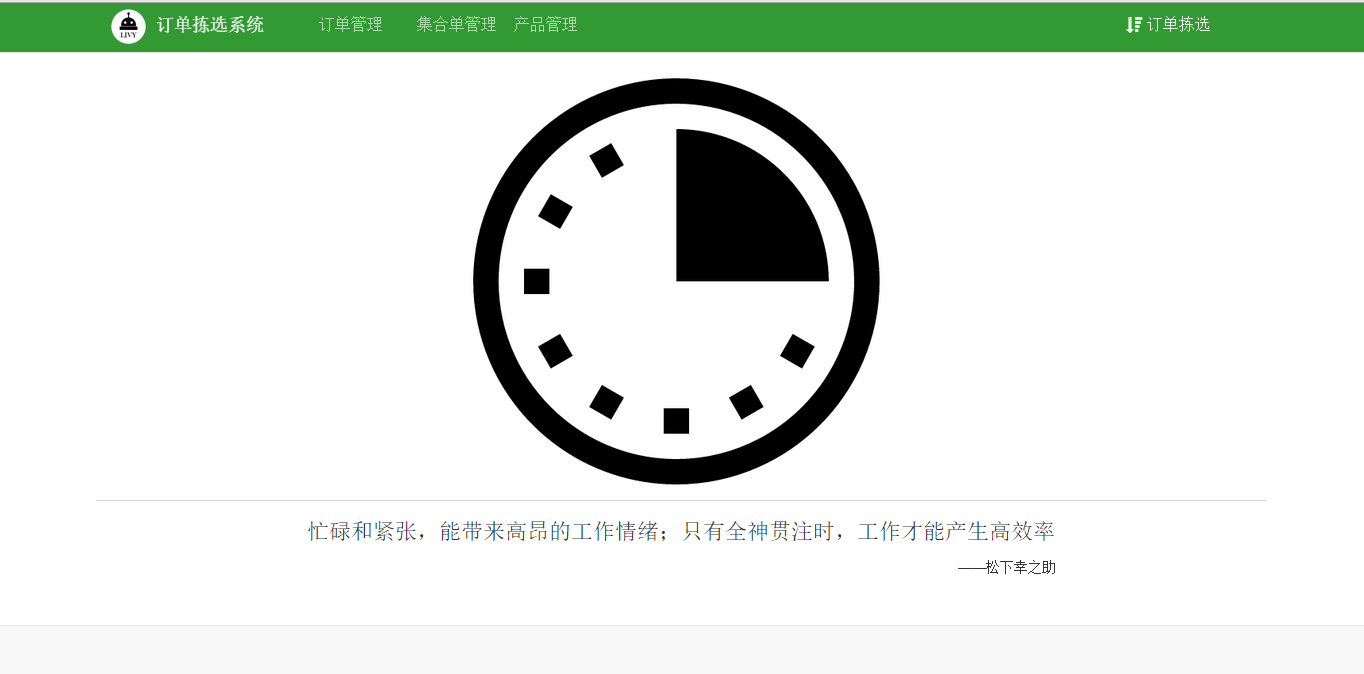 LIVY
订单拣选系统
订单管理
集合单管理
产品管理
订单拣选
忙碌和紧张，能带来高昂的工作情绪；只有全神贯注时，工作才能产生高效率
——松下幸之助